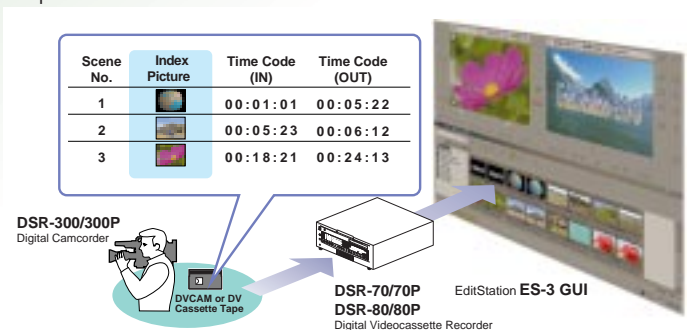 Scene No.
Index Picture
Time Code (IN)
Time Code (OUT)
1
00:01:01
00:05:22
2
00:05:23
00:06:12
3
00:18:21
00:24:13
DSR-300/300P
Digital Camcorder
DVCAM or DV
Cassette Tape
DSR-70/70P
DSR-80/80P
Digital Videocassette Recorder
EditStation ES-3 GUI